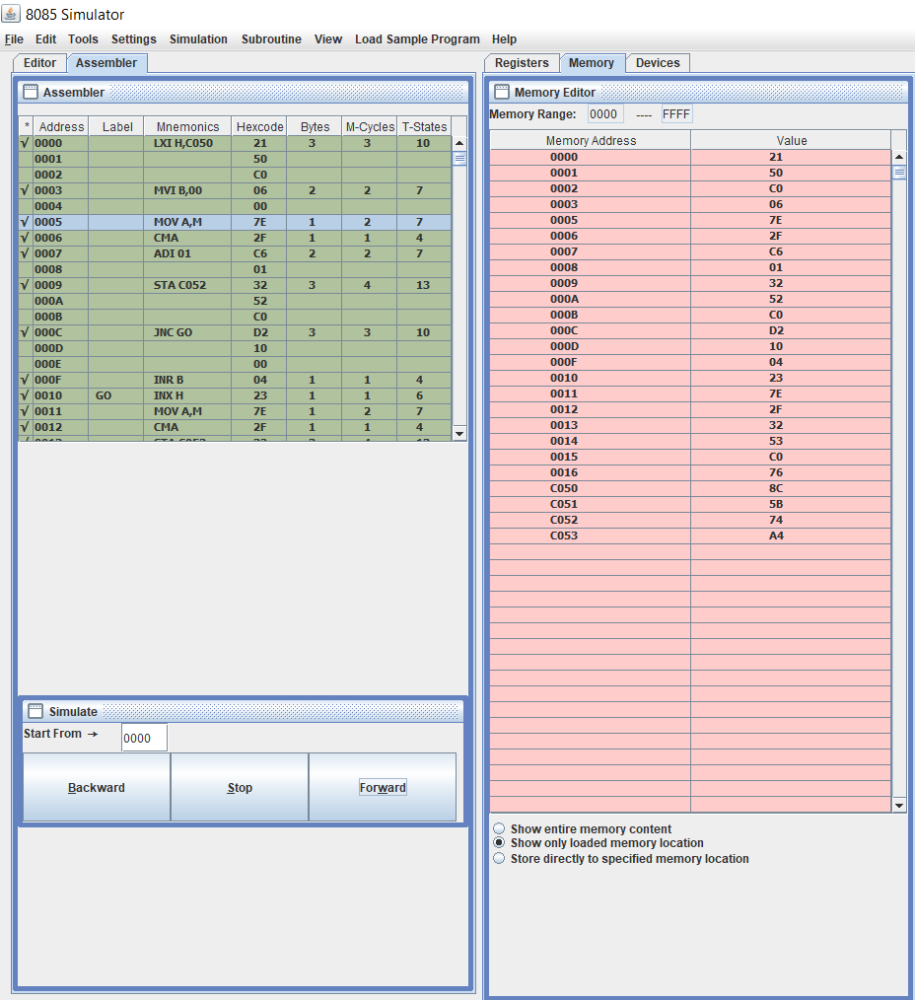 8085 Simulator
File Edit Tools Settings Simulation Subroutine View Load Sample Program Help
Editor Assembler
Assembler
* Address Label Mnemonics Hexcode Bytes M-Cycles T-States
√ 0000 LXI H,C050 21 3 3 10
0001 50
0002 C0
√ 0003 MVI B,00 06 2 2 7
0004 00
√ 0005 MOV A,M 7E 1 2 7
√ 0006 CMA 2F 1 1 4
√ 0007 ADI 01 C6 2 2 7
0008 01
√ 0009 STA C052 32 3 4 13
000A 52
000B C0
√ 000C JNC GO D2 3 3 10
000D 10
000E 00
√ 000F INR B 04 1 1 4
√ 0010 GO INX H 23 1 1 6
√ 0011 MOV A,M 7E 1 2 7
√ 0012 CMA 2F 1 1 4
Simulate
Start From → 0000
Backward Stop Forward
Registers Memory Devices
Memory Editor
Memory Range: 0000 ---- FFFF
Memory Address Value
0000 21
0001 50
0002 C0
0003 06
0005 7E
0006 2F
0007 C6
0008 01
0009 32
000A 52
000B C0
000C D2
000D 10
000F 04
0010 23
0011 7E
0012 2F
0013 32
0014 53
0015 C0
0016 76
C050 8C
C051 5B
C052 74
C053 A4
Show entire memory content
Show only loaded memory location
Store directly to specified memory location